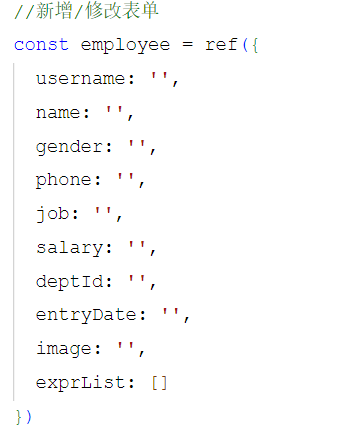 //新增/修改表单
const employee = ref({
  username: '',
  name: '',
  gender: '',
  phone: '',
  job: '',
  salary: '',
  deptId: '',
  entryDate: '',
  image: '',
  exprList: []
})